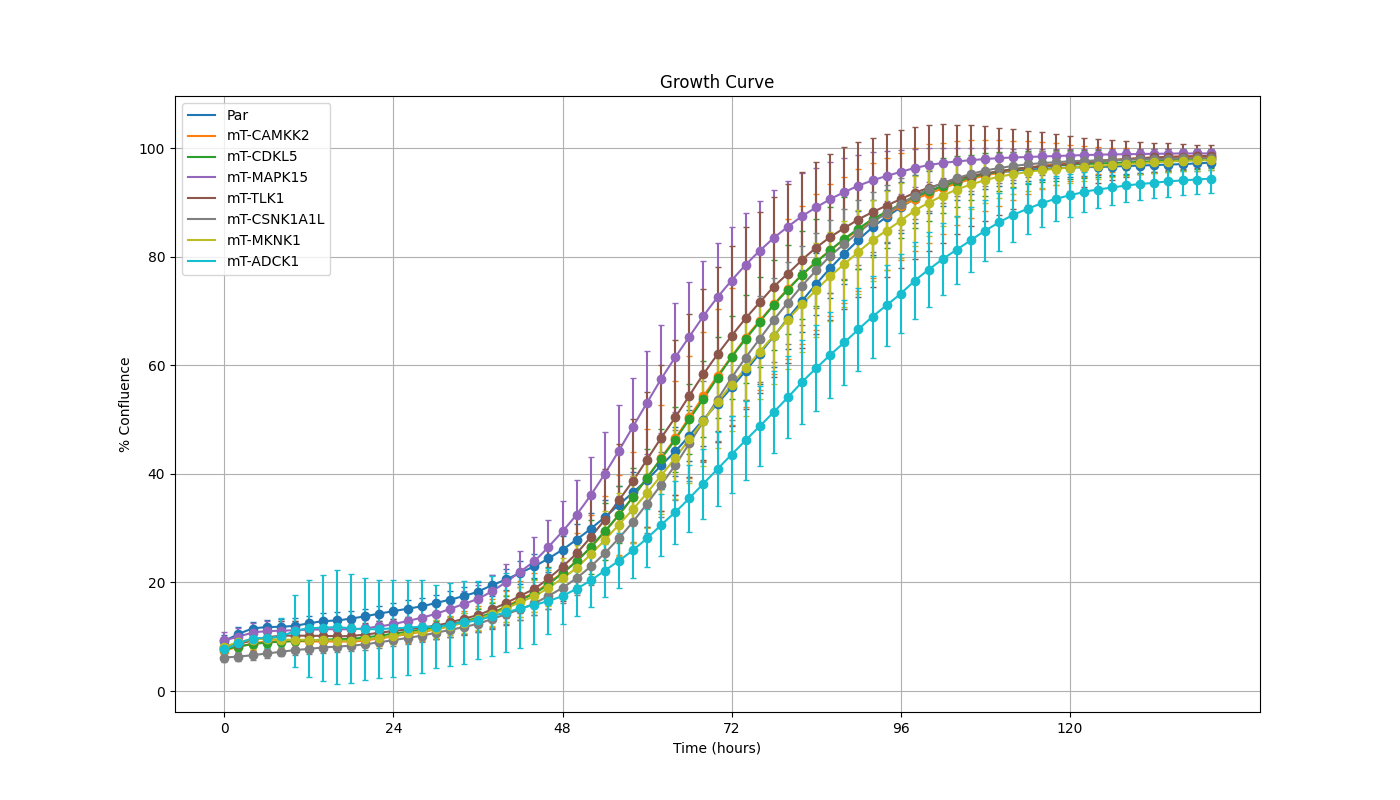 Growth Curve
Par
mT-CAMKK2
mT-CDKL5
mT-MAPK15
mT-TLK1
mT-CSNK1A1L
mT-MKNK1
mT-ADCK1
% Confluence
100
80
60
40
20
0
0 24 48 72 96 120
Time (hours)